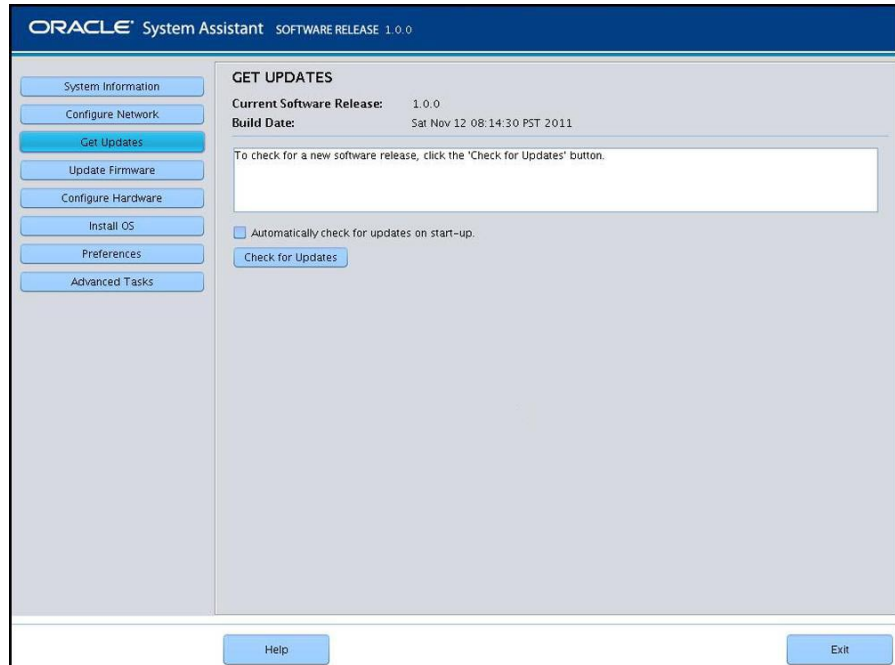 ORACLE System Assistant SOFTWARE RELEASE 1.0.0
System Information
Configure Network
Get Updates
Update Firmware
Configure Hardware
Install OS
Preferences
Advanced Tasks
GET UPDATES
Current Software Release: 1.0.0
Build Date: Sat Nov 12 08:14:30 PST 2011
To check for a new software release, click the 'Check for Updates' button.
Automatically check for updates on start-up.
Check for Updates
Help
Exit